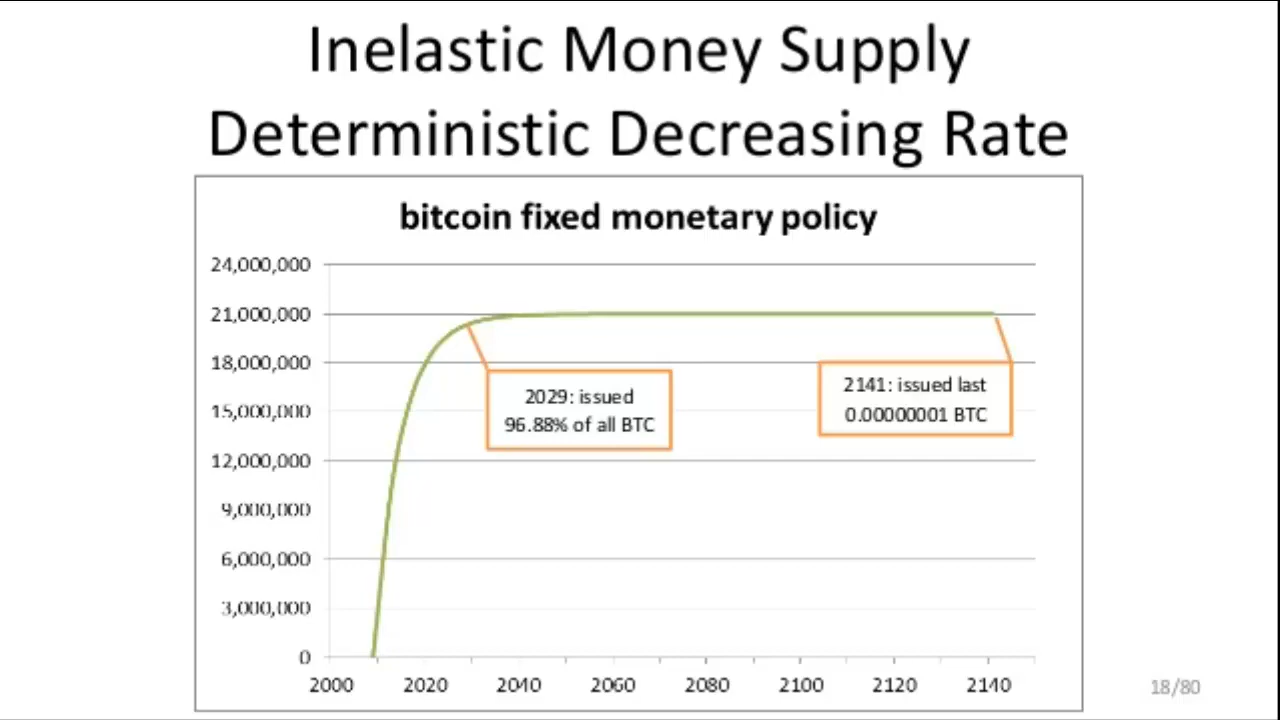 Inelastic Money Supply
Deterministic Decreasing Rate
bitcoin fixed monetary policy
24,000,000
21,000,000
18,000,000
15,000,000
12,000,000
9,000,000
6,000,000
3,000,000
0
2029: issued
96.88% of all BTC
2141: issued last
0.00000001 BTC
2000 2020 2040 2060 2080 2100 2120 2140
18/80